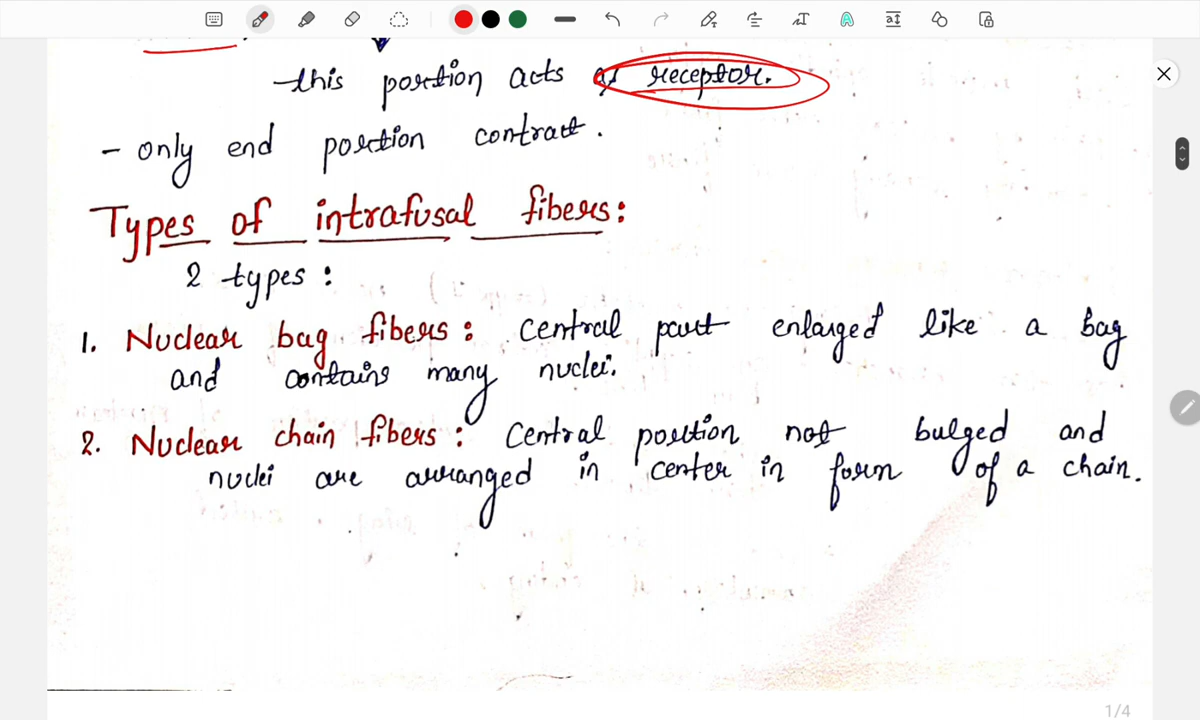 this portion acts as receptor.
- only end portion contract.
Types of intrafusal fibers:
2 types:
1. Nuclear bag fibers: central part enlarged like a bag
and contains many nuclei.
2. Nuclear chain fibers: Central portion not bulged and
nuclei are arranged in center in form of a chain.
1/4